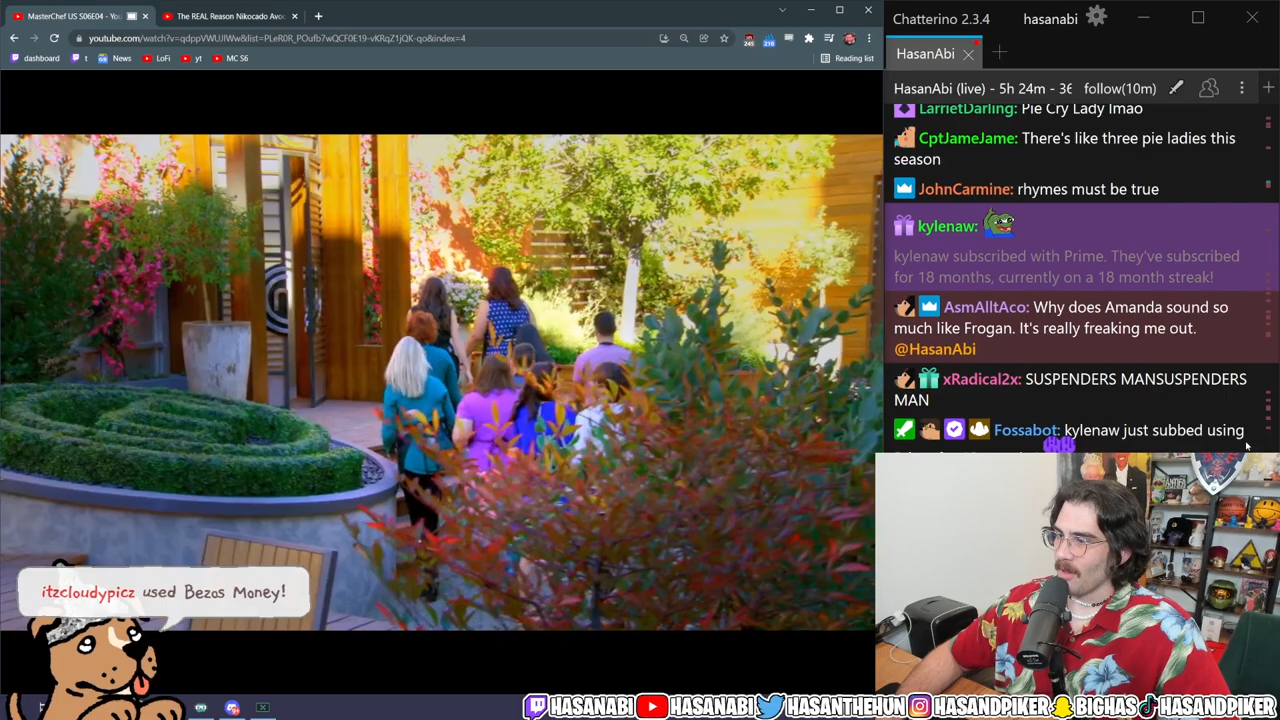 MasterChef US S06E04 - You
The REAL Reason Nikocado Avoc
youtube.com/watch?v=qdppVWUJlWw&list=PLeR0R_POufb7wQCF0E19-vKRqZ1jQK-qo&index=4
245
210
dashboard
t
News
LoFi
yt
MC S6
Reading list
Chatterino 2.3.4
hasanabi
HasanAbi
HasanAbi (live) - 5h 24m - 36
follow(10m)
LarrietDarling: Pie Cry Lady lmao
CptJameJame: There's like three pie ladies this
season
JohnCarmine: rhymes must be true
kylenaw:
kylenaw subscribed with Prime. They've subscribed
for 18 months, currently on a 18 month streak!
AsmAlltAco: Why does Amanda sound so
much like Frogan. It's really freaking me out.
@HasanAbi
xRadical2x: SUSPENDERS MANSUSPENDERS
MAN
Fossabot: kylenaw just subbed using
itzcloudypicz used Bezos Money!
HASANABI
HASANABI
HASANTHEHUN
HASANDPIKER
BIGHAS
HASANDPIKER